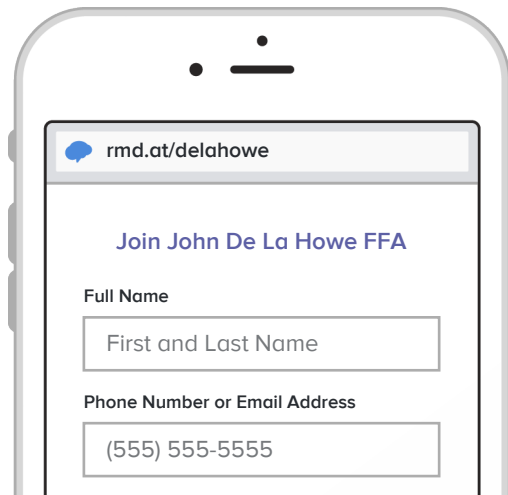 rmd.at/delahowe
Join John De La Howe FFA
Full Name
First and Last Name
Phone Number or Email Address
(555) 555-5555